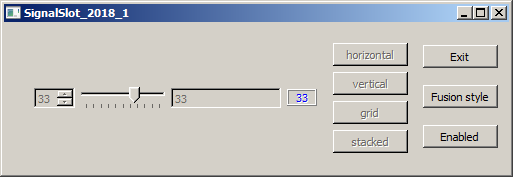 SignalSlot_2018_1
horizontal
Exit
vertical
33
33
33
Fusion style
grid
stacked
Enabled